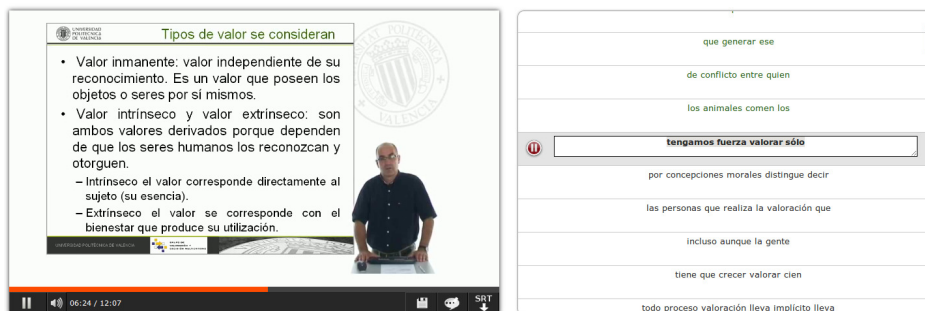 UNIVERSIDAD
POLITECNICA
DE VALENCIA
Tipos de valor se consideran
• Valor inmanente: valor independiente de su
reconocimiento. Es un valor que poseen los
objetos o seres por sí mismos.
• Valor intrínseco y valor extrínseco: son
ambos valores derivados porque dependen
de que los seres humanos los reconozcan y
otorguen.
– Intrínseco el valor corresponde directamente al
sujeto (su esencia).
– Extrínseco el valor se corresponde con el
bienestar que produce su utilización.
UNIVERSIDAD POLITÉCNICA DE VALENCIA
06:24 / 12:07
SRT
que generar ese
de conflicto entre quien
los animales comen los
tengamos fuerza valorar sólo
por concepciones morales distingue decir
las personas que realiza la valoración que
incluso aunque la gente
tiene que crecer valorar cien
todo proceso valoración lleva implícito lleva